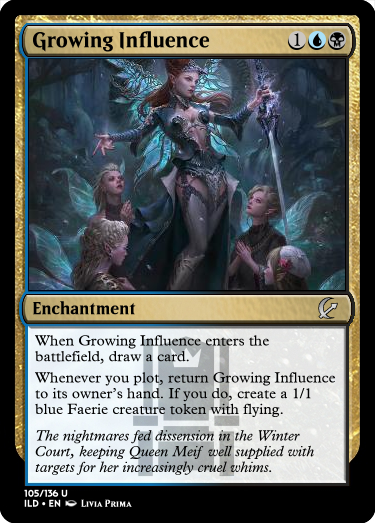 Growing Influence 1
Enchantment
When Growing Influence enters the
battlefield, draw a card.
Whenever you plot, return Growing Influence
to its owner's hand. If you do, create a 1/1
blue Faerie creature token with flying.
The nightmares fed dissension in the Winter
Court, keeping Queen Meif well supplied with
targets for her increasingly cruel whims.
105/136 U
ILD • EN Livia Prima